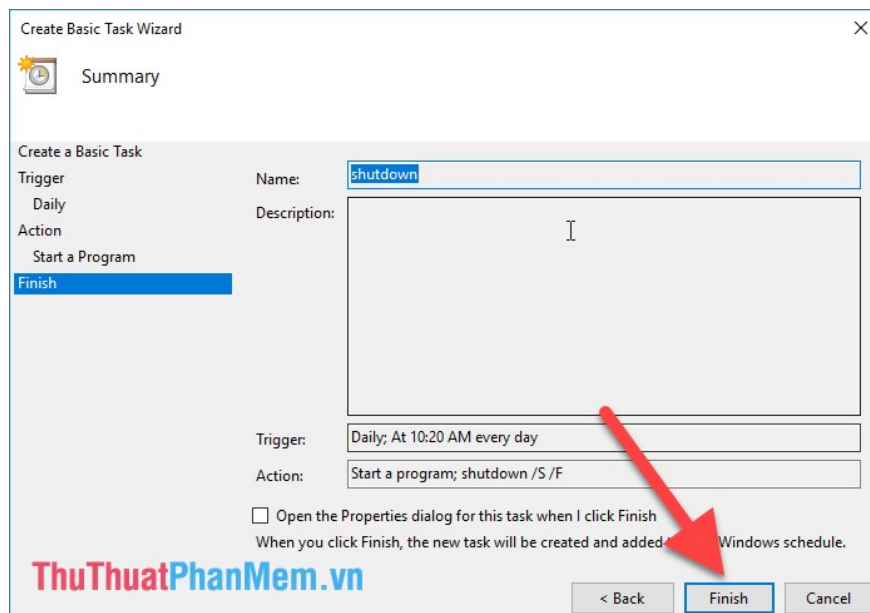 Create Basic Task Wizard
Summary
Create a Basic Task
Trigger
Daily
Action
Start a Program
Finish
Name: shutdown
Description:
Trigger: Daily; At 10:20 AM every day
Action: Start a program; shutdown /S /F
Open the Properties dialog for this task when I click Finish
When you click Finish, the new task will be created and added Windows schedule.
ThuThuatPhanMem.vn
< Back Finish Cancel